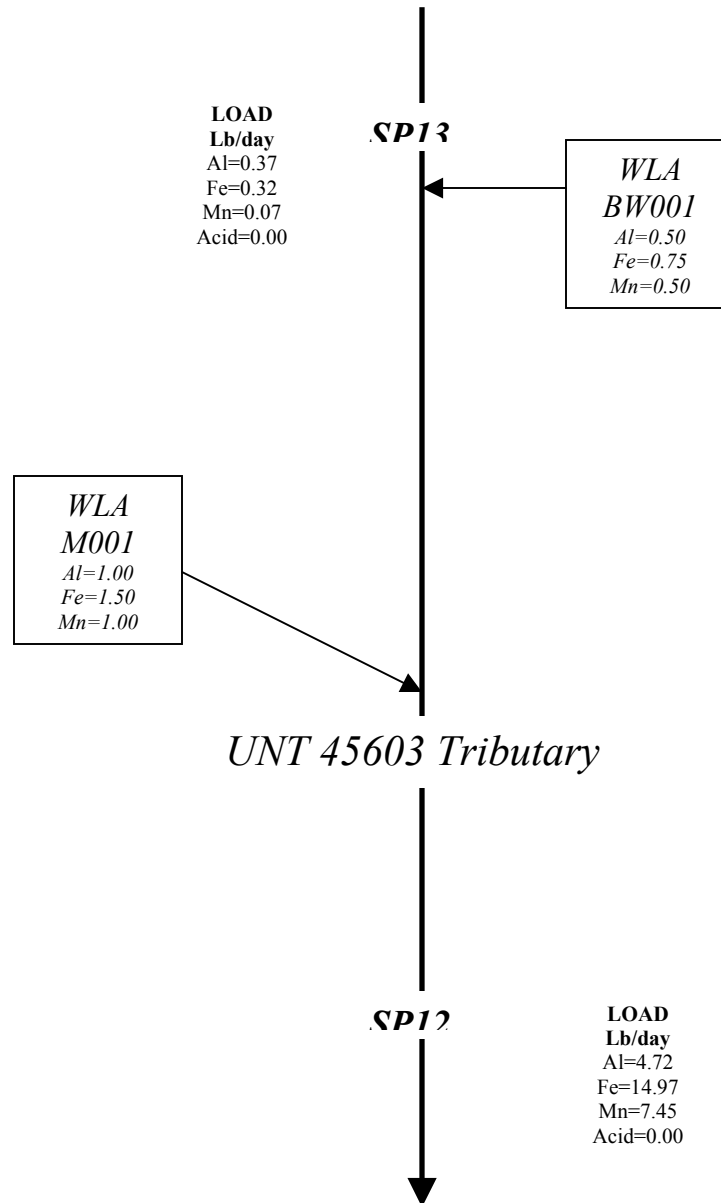 SP13
LOAD
Lb/day
Al=0.37
Fe=0.32
Mn=0.07
Acid=0.00
WLA
BW001
Al=0.50
Fe=0.75
Mn=0.50
WLA
M001
Al=1.00
Fe=1.50
Mn=1.00
UNT 45603 Tributary
SP12
LOAD
Lb/day
Al=4.72
Fe=14.97
Mn=7.45
Acid=0.00